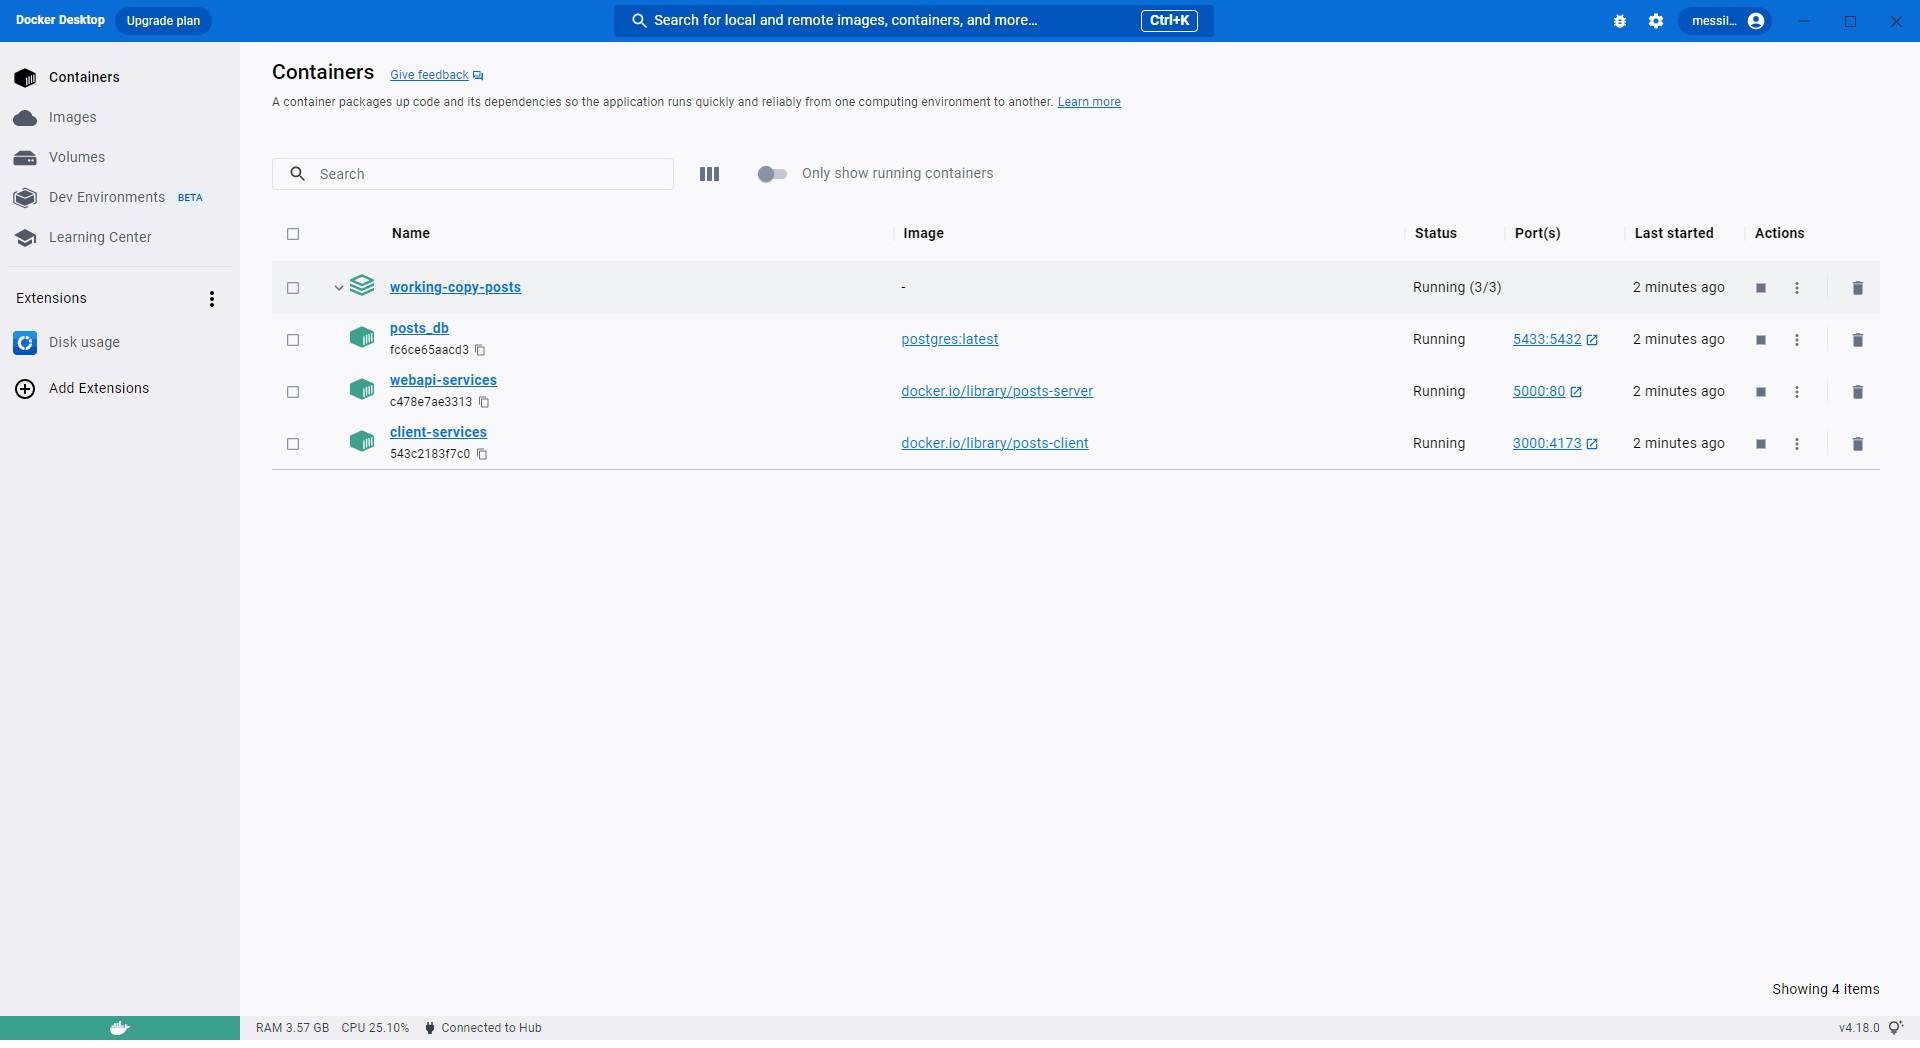 Docker Desktop Upgrade plan Search for local and remote images, containers, and more... Ctrl+K messil...
Containers
Images
Volumes
Dev Environments BETA
Learning Center
Extensions
Disk usage
Add Extensions
Containers Give feedback
A container packages up code and its dependencies so the application runs quickly and reliably from one computing environment to another. Learn more
Search Only show running containers
Name Image Status Port(s) Last started Actions
working-copy-posts - Running (3/3) 2 minutes ago
posts_db
fc6ce65aacd3 postgres:latest Running 5433:5432 2 minutes ago
webapi-services
c478e7ae3313 docker.io/library/posts-server Running 5000:80 2 minutes ago
client-services
543c2183f7c0 docker.io/library/posts-client Running 3000:4173 2 minutes ago
Showing 4 items
RAM 3.57 GB CPU 25.10% Connected to Hub v4.18.0